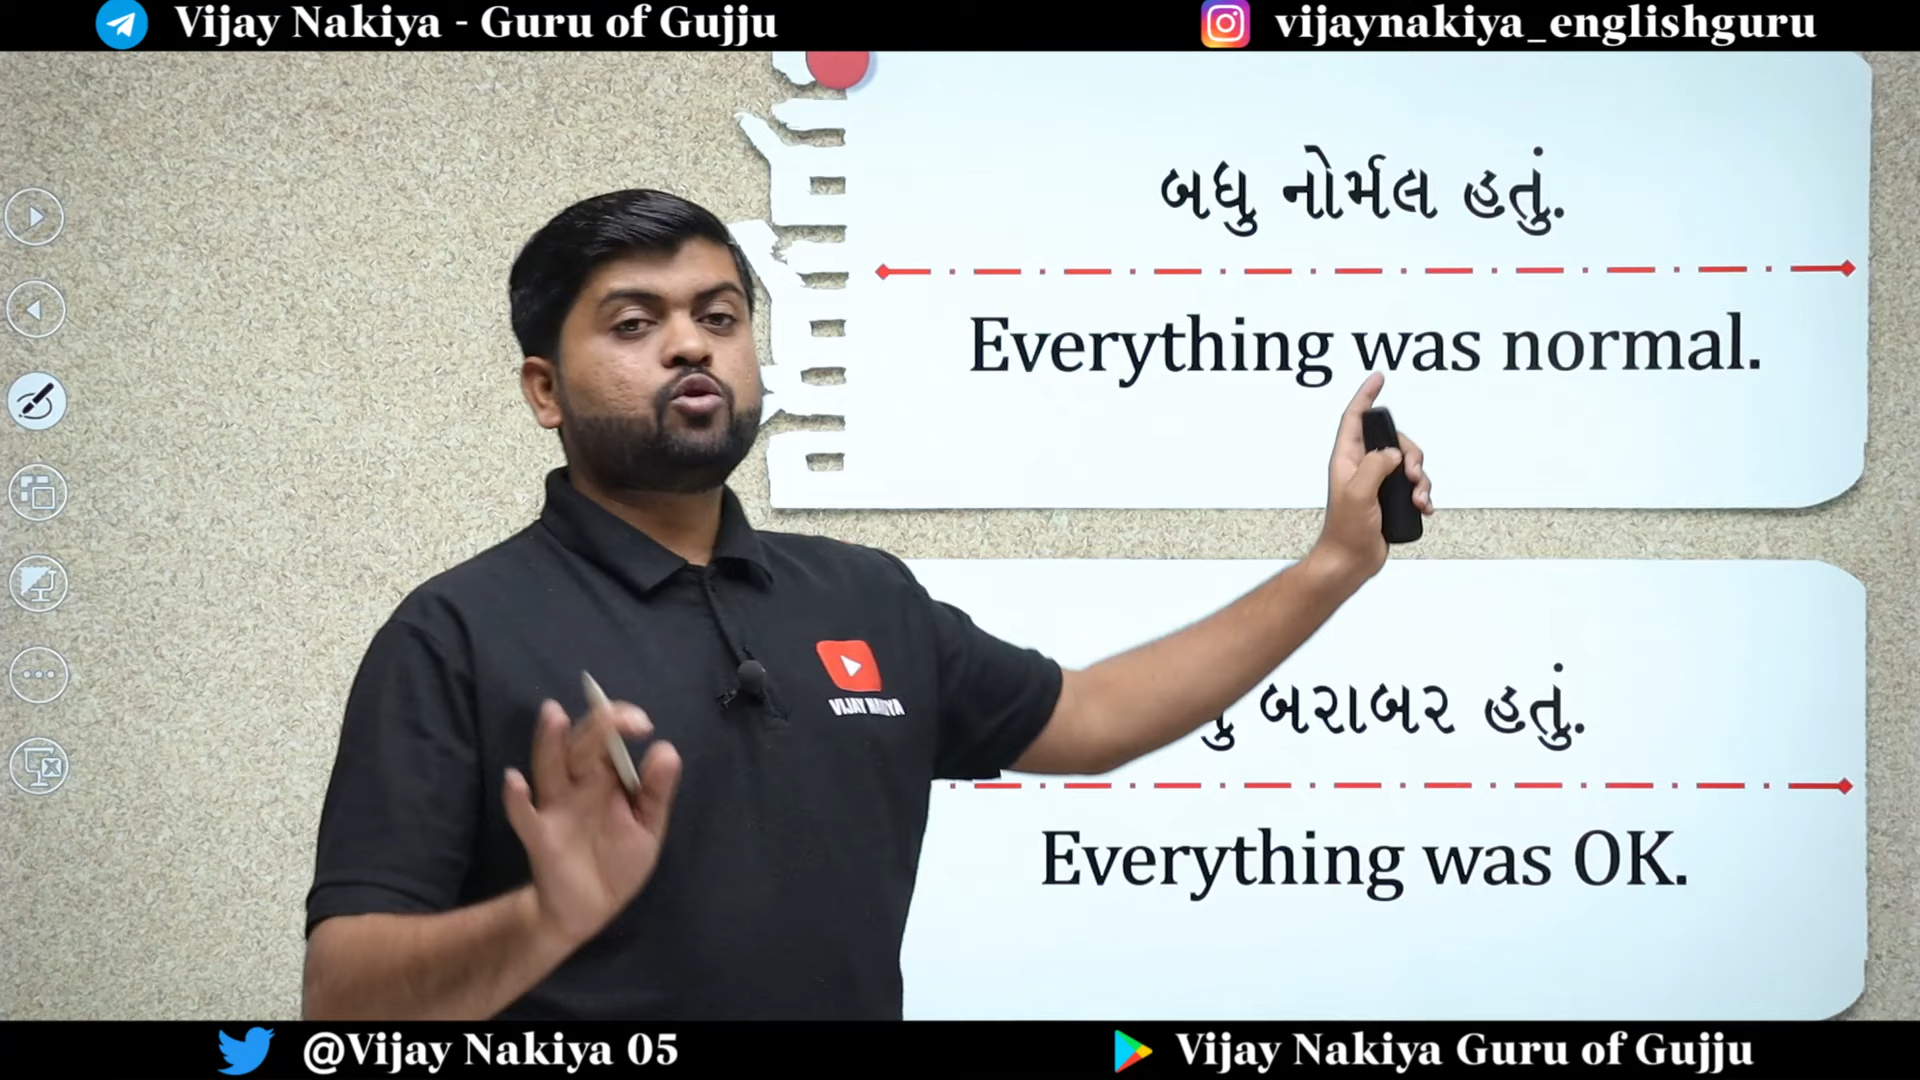 Vijay Nakiya - Guru of Gujju
vijaynakiya_englishguru
બધુ નોર્મલ હતું.
Everything was normal.
બરાબર હતું.
Everything was OK.
VIJAY NAKIYA
@Vijay Nakiya 05
Vijay Nakiya Guru of Gujju